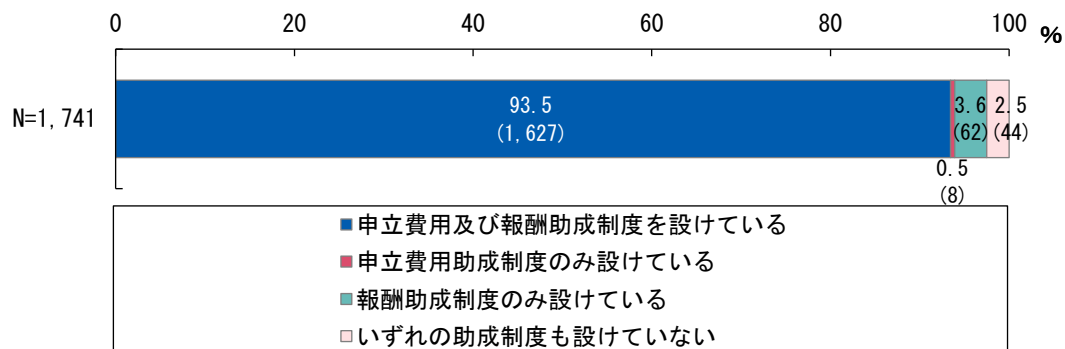 0 20 40 60 80 100 %
N=1,741
93.5 3.6 2.5
(1,627) (62) (44)
0.5
(8)
■申立費用及び報酬助成制度を設けている
■申立費用助成制度のみ設けている
■報酬助成制度のみ設けている
■いずれの助成制度も設けていない